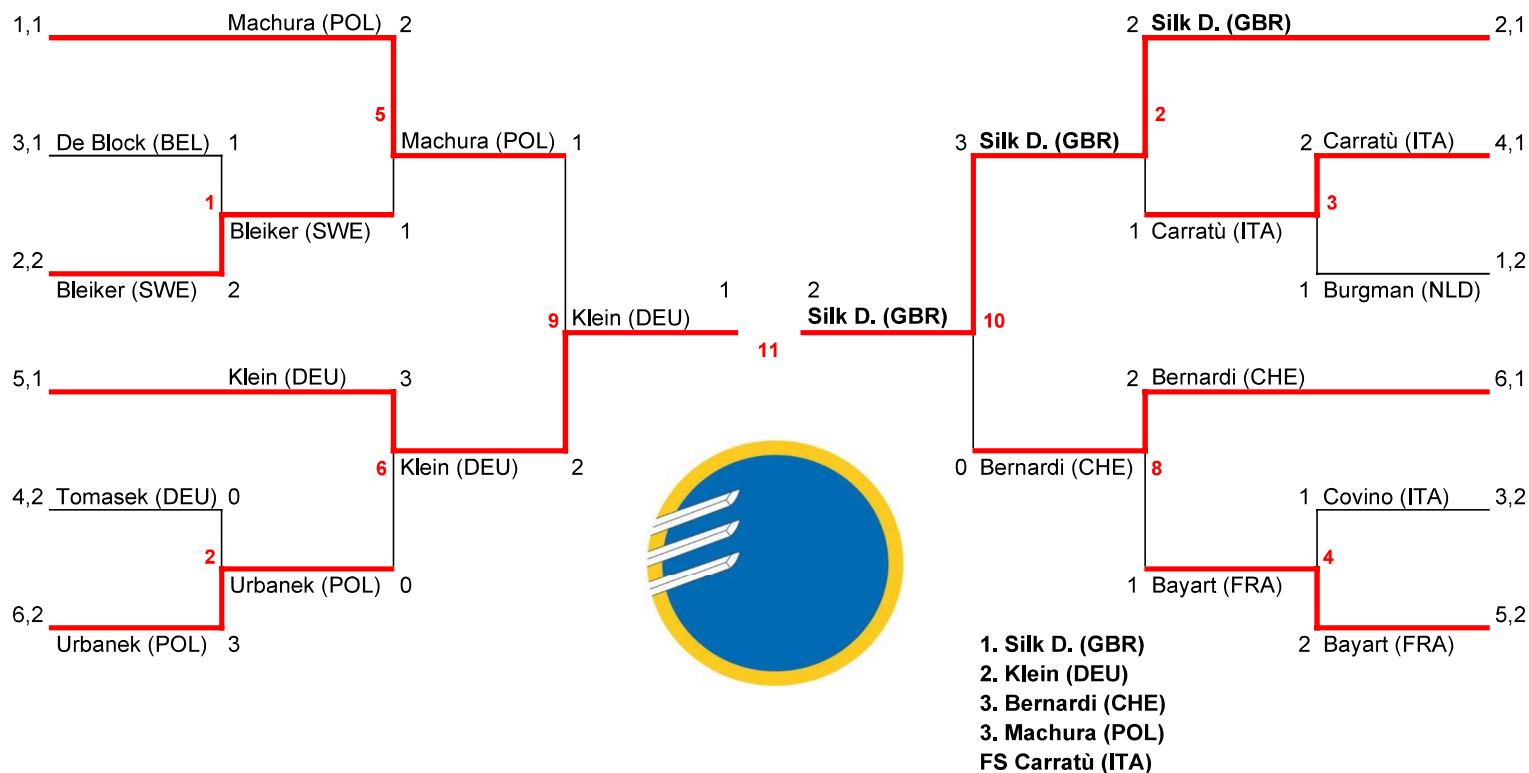 1,1 Machura (POL) 2 2 Silk D. (GBR) 2,1
5 2
3,1 De Block (BEL) 1 Machura (POL) 1 3 Silk D. (GBR) 2 Carratù (ITA) 4,1
1 3
Bleiker (SWE) 1 1 Carratù (ITA)
2,2 1,2
Bleiker (SWE) 2 1 Burgman (NLD)
1 2
9 Klein (DEU) Silk D. (GBR) 10
11
5,1 Klein (DEU) 3 2 Bernardi (CHE) 6,1
6 Klein (DEU) 2 0 Bernardi (CHE) 8
4,2 Tomasek (DEU) 0 1 Covino (ITA) 3,2
2 4
Urbanek (POL) 0 1 Bayart (FRA)
6,2 5,2
Urbanek (POL) 3 2 Bayart (FRA)
1. Silk D. (GBR)
2. Klein (DEU)
3. Bernardi (CHE)
3. Machura (POL)
FS Carratù (ITA)